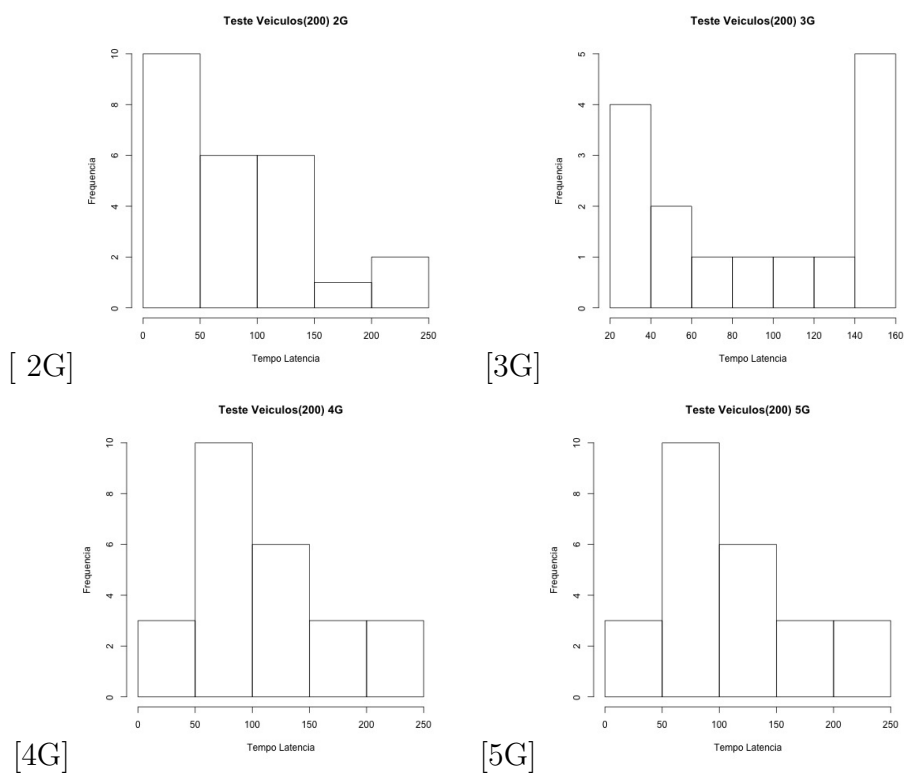 Teste Veiculos(200) 2G
Frequencia
0 2 4 6 8 10
0 50 100 150 200 250
Tempo Latencia
[ 2G]
Teste Veiculos(200) 3G
Frequencia
0 1 2 3 4 5
20 40 60 80 100 120 140 160
Tempo Latencia
[3G]
Teste Veiculos(200) 4G
Frequencia
0 2 4 6 8 10
0 50 100 150 200 250
Tempo Latencia
[4G]
Teste Veiculos(200) 5G
Frequencia
0 2 4 6 8 10
0 50 100 150 200 250
Tempo Latencia
[5G]